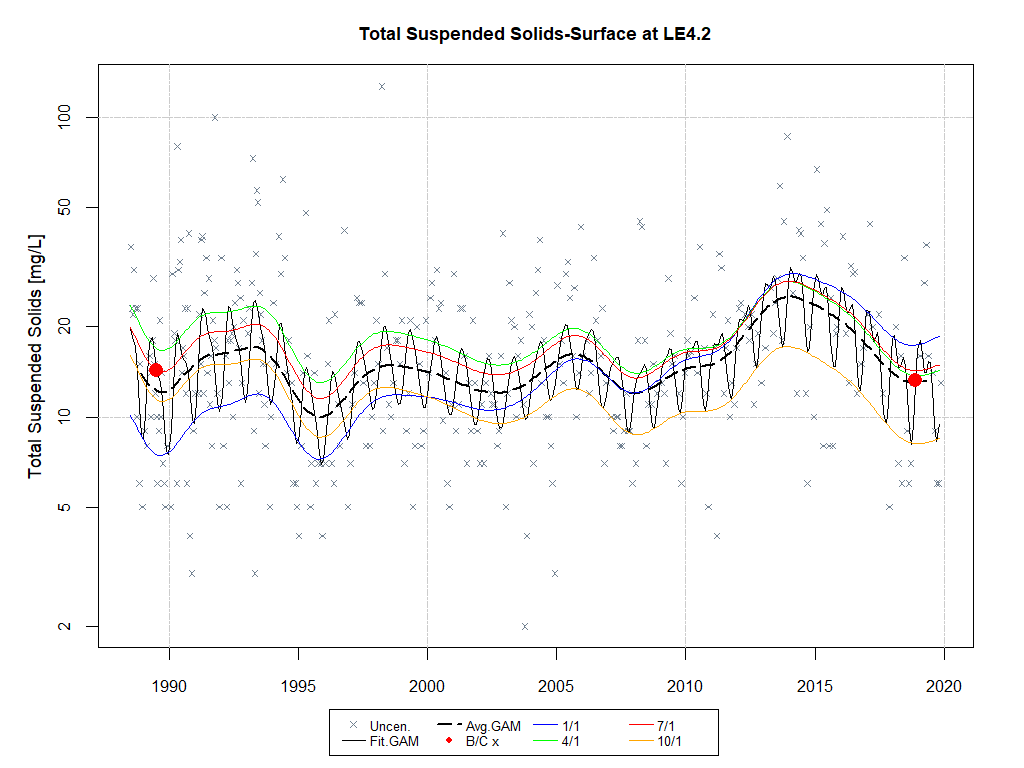 Total Suspended Solids-Surface at LE4.2
Total Suspended Solids [mg/L]
100
50
20
10
5
2
1990 1995 2000 2005 2010 2015 2020
Uncen. Avg.GAM 1/1 7/1
Fit.GAM B/C x 4/1 10/1